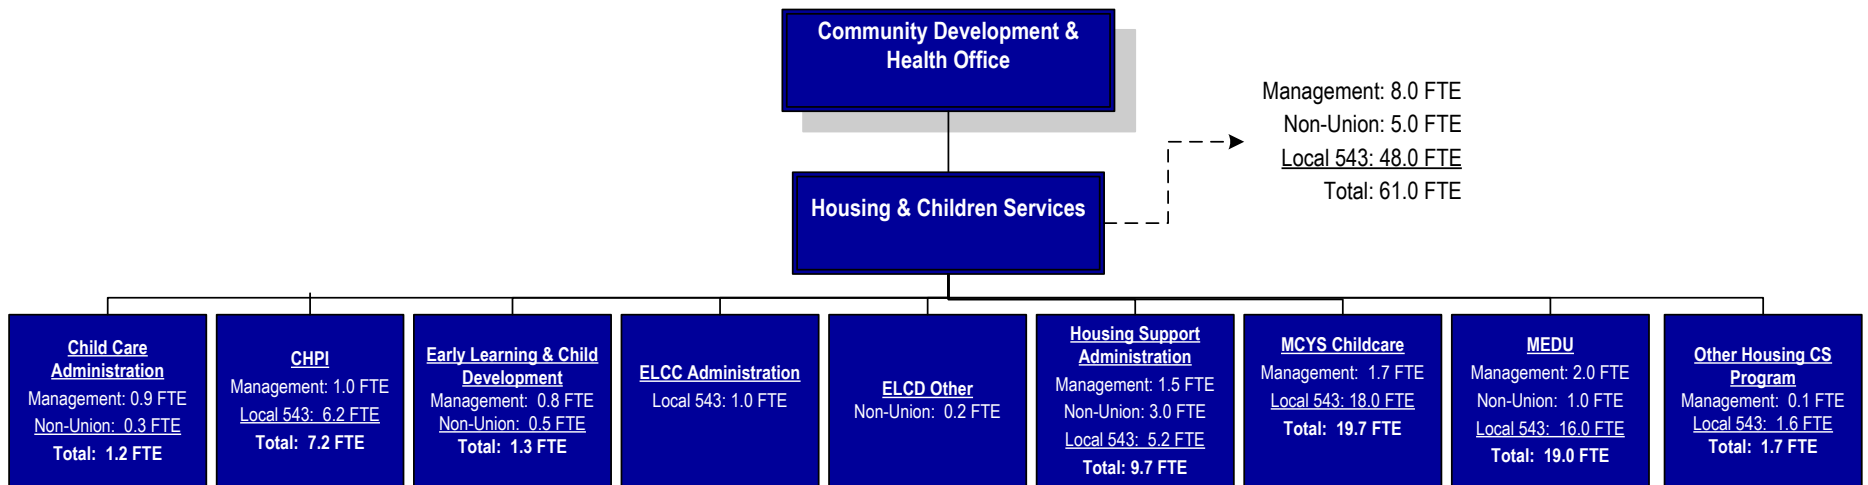 Community Development &
Health Office
Management: 8.0 FTE
Non-Union: 5.0 FTE
Local 543: 48.0 FTE
Total: 61.0 FTE
Housing & Children Services
Child Care
Administration
Management: 0.9 FTE
Non-Union: 0.3 FTE
Total: 1.2 FTE
CHPI
Management: 1.0 FTE
Local 543: 6.2 FTE
Total: 7.2 FTE
Early Learning & Child
Development
Management: 0.8 FTE
Non-Union: 0.5 FTE
Total: 1.3 FTE
ELCC Administration
Local 543: 1.0 FTE
ELCD Other
Non-Union: 0.2 FTE
Housing Support
Administration
Management: 1.5 FTE
Non-Union: 3.0 FTE
Local 543: 5.2 FTE
Total: 9.7 FTE
MCYS Childcare
Management: 1.7 FTE
Local 543: 18.0 FTE
Total: 19.7 FTE
MEDU
Management: 2.0 FTE
Non-Union: 1.0 FTE
Local 543: 16.0 FTE
Total: 19.0 FTE
Other Housing CS
Program
Management: 0.1 FTE
Local 543: 1.6 FTE
Total: 1.7 FTE